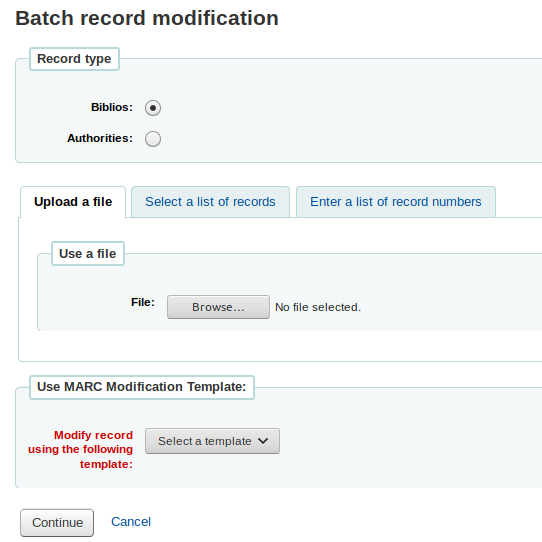 Batch record modification
Record type
Biblios:
Authorities:
Upload a file
Select a list of records
Enter a list of record numbers
Use a file
File:
Browse...
No file selected.
Use MARC Modification Template:
Modify record
using the following
template:
Select a template
Continue
Cancel